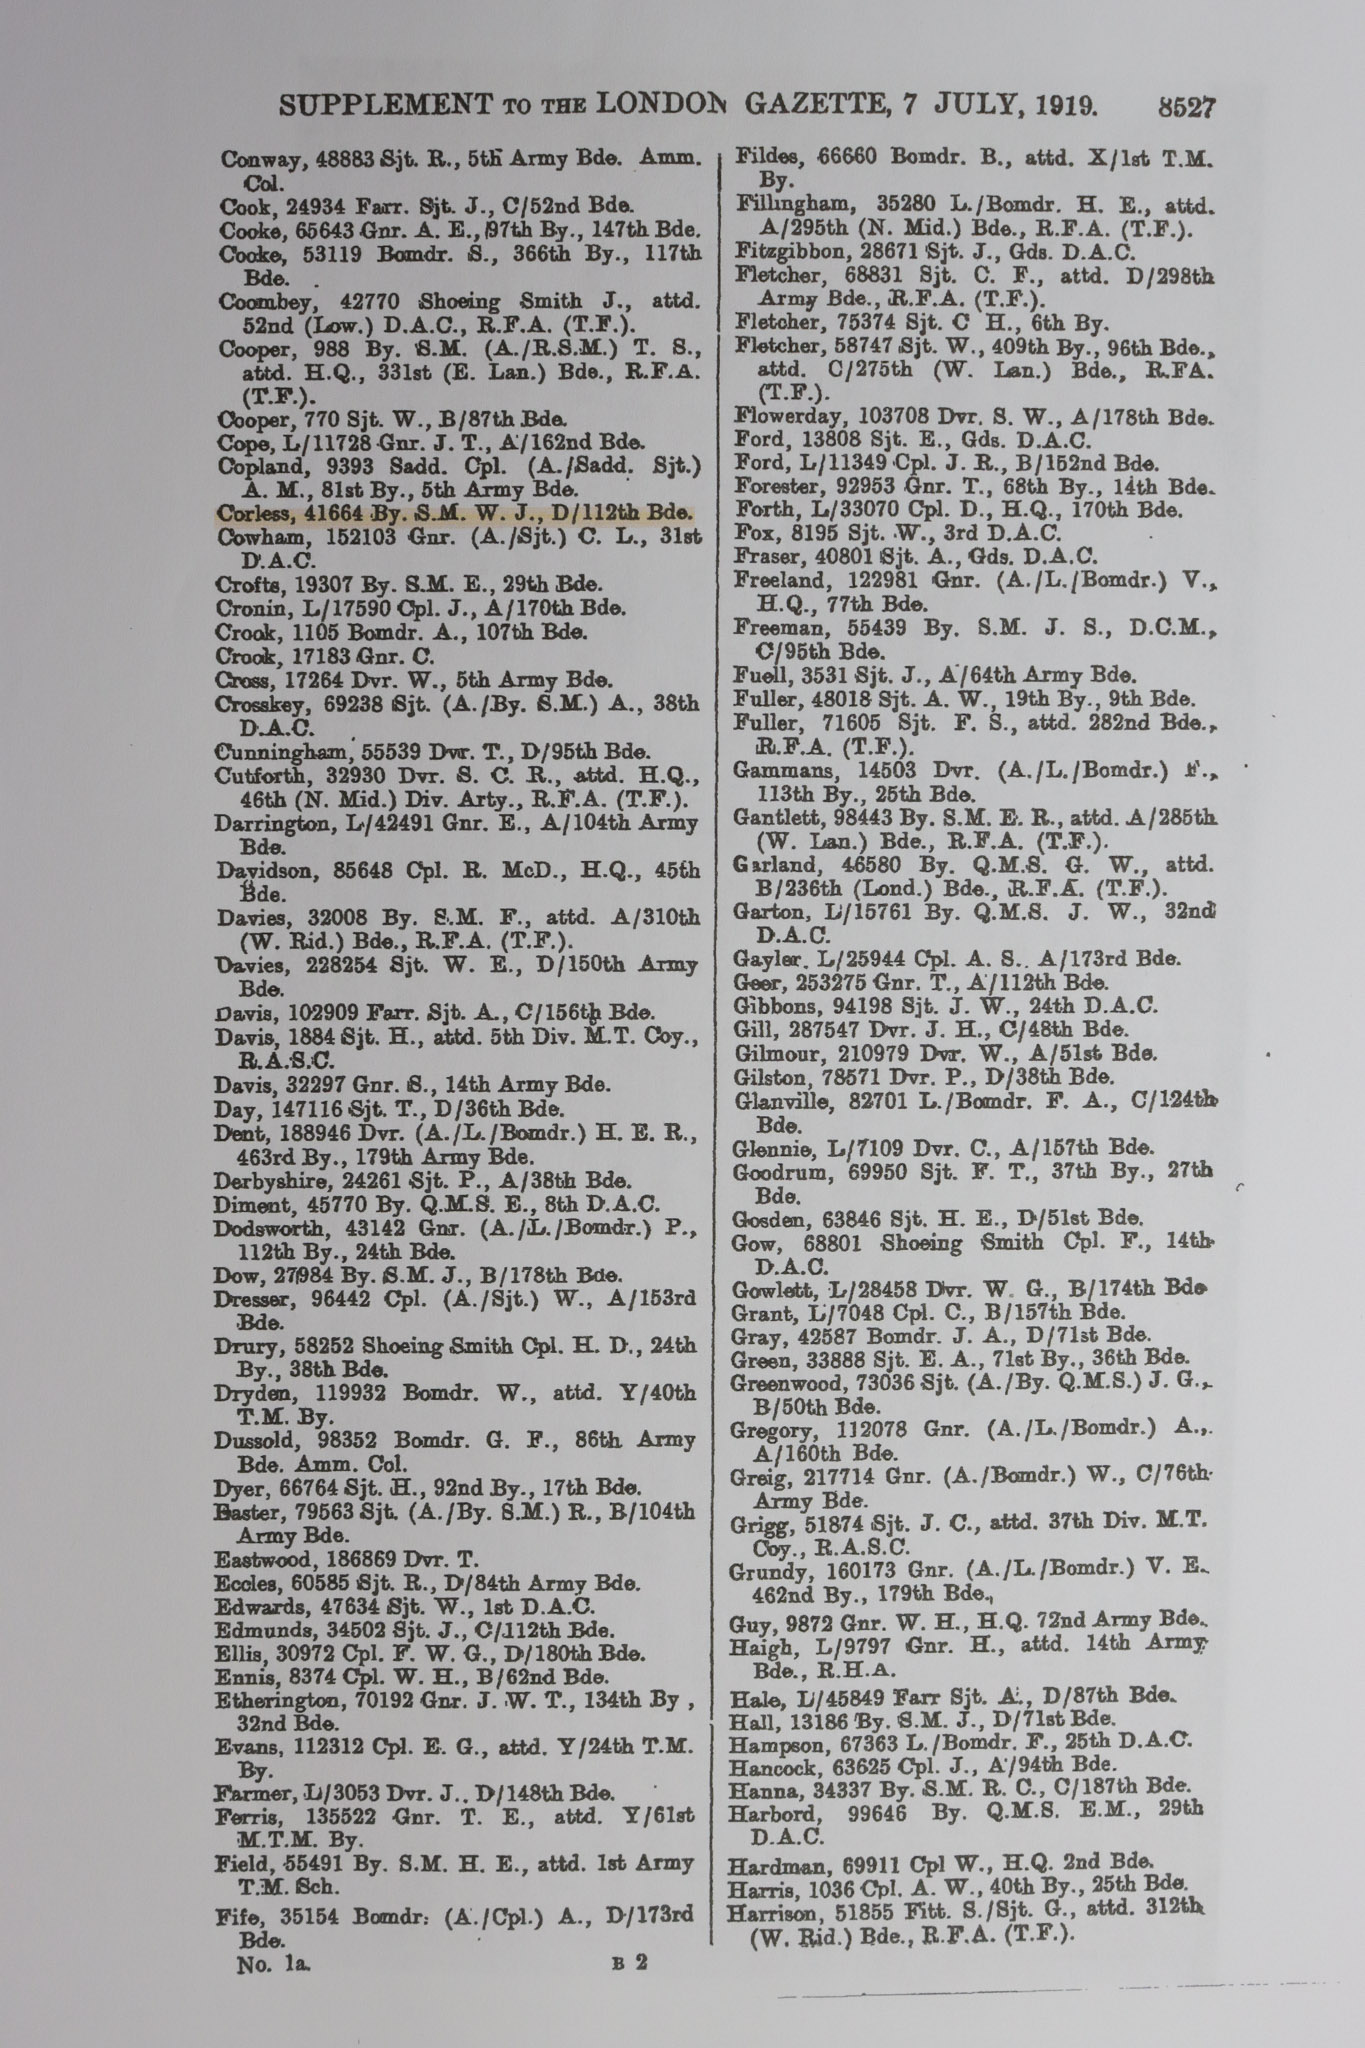 SUPPLEMENT TO THE LONDON GAZETTE, 7 JULY, 1919. 8527
Conway, 48883 Sjt. R., 5th Army Bde. Amm.
Col.
Cook, 24934 Farr. Sjt. J., C/52nd Bde.
Cooke, 65643 Gnr. A. E., 97th By., 147th Bde.
Cooke, 53119 Bomdr. S., 366th By., 117th
Bde.
Coombey, 42770 Shoeing Smith J., attd.
52nd (Low.) D.A.C., R.F.A. (T.F.).
Cooper, 988 By. S.M. (A./R.S.M.) T. S.,
attd. H.Q., 331st (E. Lan.) Bde., R.F.A.
(T.F.).
Cooper, 770 Sjt. W., B/87th Bde.
Cope, L/11728 Gnr. J. T., A/162nd Bde.
Copland, 9393 Sadd. Cpl. (A./Sadd. Sjt.)
A. M., 81st By., 5th Army Bde.
Corless, 41664 By. S.M. W. J., D/112th Bde.
Cowham, 152103 Gnr. (A./Sjt.) C. L., 31st
D.A.C.
Crofts, 19307 By. S.M. E., 29th Bde.
Cronin, L/17590 Cpl. J., A/170th Bde.
Crook, 1105 Bomdr. A., 107th Bde.
Crook, 17183 Gnr. C.
Cross, 17264 Dvr. W., 5th Army Bde.
Crosskey, 69238 Sjt. (A./By. S.M.) A., 38th
D.A.C.
Cunningham, 55539 Dvr. T., D/95th Bde.
Cutforth, 32930 Dvr. S. C. R., attd. H.Q.,
46th (N. Mid.) Div. Arty., R.F.A. (T.F.).
Darrington, L/42491 Gnr. E., A/104th Army
Bde.
Davidson, 85648 Cpl. R. McD., H.Q., 45th
Bde.
Davies, 32008 By. S.M. F., attd. A/310th
(W. Rid.) Bde., R.F.A. (T.F.).
Davies, 228254 Sjt. W. E., D/150th Army
Bde.
Davis, 102909 Farr. Sjt. A., C/156th Bde.
Davis, 1884 Sjt. H., attd. 5th Div. M.T. Coy.,
R.A.S.C.
Davis, 32297 Gnr. S., 14th Army Bde.
Day, 147116 Sjt. T., D/36th Bde.
Dent, 188946 Dvr. (A./L./Bomdr.) H. E. R.,
463rd By., 179th Army Bde.
Derbyshire, 24261 Sjt. P., A/38th Bde.
Diment, 45770 By. Q.M.S. E., 8th D.A.C.
Dodsworth, 43142 Gnr. (A./L./Bomdr.) P.,
112th By., 24th Bde.
Dow, 27984 By. S.M. J., B/178th Bde.
Dresser, 96442 Cpl. (A./Sjt.) W., A/153rd
Bde.
Drury, 58252 Shoeing Smith Cpl. H. D., 24th
By., 38th Bde.
Dryden, 119932 Bomdr. W., attd. Y/40th
T.M. By.
Dussold, 98352 Bomdr. G. F., 86th Army
Bde. Amm. Col.
Dyer, 66764 Sjt. H., 92nd By., 17th Bde.
Easter, 79563 Sjt. (A./By. S.M.) R., B/104th
Army Bde.
Eastwood, 186869 Dvr. T.
Eccles, 60585 Sjt. R., D/84th Army Bde.
Edwards, 47634 Sjt. W., 1st D.A.C.
Edmunds, 34502 Sjt. J., C/112th Bde.
Ellis, 30972 Cpl. F. W. G., D/180th Bde.
Ennis, 8374 Cpl. W. H., B/62nd Bde.
Etherington, 70192 Gnr. J. W. T., 134th By,
32nd Bde.
Evans, 112312 Cpl. E. G., attd. Y/24th T.M.
By.
Farmer, L/3053 Dvr. J., D/148th Bde.
Ferris, 135522 Gnr. T. E., attd. Y/61st
M.T.M. By.
Field, 55491 By. S.M. H. E., attd. 1st Army
T.M. Sch.
Fife, 35154 Bomdr. (A./Cpl.) A., D/173rd
Bde.
No. 1a. B 2
Fildes, 66660 Bomdr. B., attd. X/1st T.M.
By.
Fillingham, 35280 L./Bomdr. H. E., attd.
A/295th (N. Mid.) Bde., R.F.A. (T.F.).
Fitzgibbon, 28671 Sjt. J., Gds. D.A.C.
Fletcher, 68831 Sjt. C. F., attd. D/298th
Army Bde., R.F.A. (T.F.).
Fletcher, 75374 Sjt. C H., 6th By.
Fletcher, 58747 Sjt. W., 409th By., 96th Bde.,
attd. C/275th (W. Lan.) Bde., R.FA.
(T.F.).
Flowerday, 103708 Dvr. S. W., A/178th Bde.
Ford, 13808 Sjt. E., Gds. D.A.C.
Ford, L/11349 Cpl. J. R., B/152nd Bde.
Forester, 92953 Gnr. T., 68th By., 14th Bde.
Forth, L/33070 Cpl. D., H.Q., 170th Bde.
Fox, 8195 Sjt. W., 3rd D.A.C.
Fraser, 40801 Sjt. A., Gds. D.A.C.
Freeland, 122981 Gnr. (A./L./Bomdr.) V.,
H.Q., 77th Bde.
Freeman, 55439 By. S.M. J. S., D.C.M.,
C/95th Bde.
Fuell, 3531 Sjt. J., A/64th Army Bde.
Fuller, 48018 Sjt. A. W., 19th By., 9th Bde.
Fuller, 71605 Sjt. F. S., attd. 282nd Bde.,
R.F.A. (T.F.).
Gammans, 14503 Dvr. (A./L./Bomdr.) F.,
113th By., 25th Bde.
Gantlett, 98443 By. S.M. E. R., attd. A/285th
(W. Lan.) Bde., R.F.A. (T.F.).
Garland, 46580 By. Q.M.S. G. W., attd.
B/236th (Lond.) Bde., R.F.A. (T.F.).
Garton, L/15761 By. Q.M.S. J. W., 32nd
D.A.C.
Gayler, L/25944 Cpl. A. S., A/173rd Bde.
Geer, 253275 Gnr. T., A/112th Bde.
Gibbons, 94198 Sjt. J. W., 24th D.A.C.
Gill, 287547 Dvr. J. H., C/48th Bde.
Gilmour, 210979 Dvr. W., A/51st Bde.
Gilston, 78571 Dvr. P., D/38th Bde.
Glanville, 82701 L./Bomdr. F. A., C/124th
Bde.
Glennie, L/7109 Dvr. C., A/157th Bde.
Goodrum, 69950 Sjt. F. T., 37th By., 27th
Bde.
Gosden, 63846 Sjt. H. E., D/51st Bde.
Gow, 68801 Shoeing Smith Cpl. F., 14th
D.A.C.
Gowlett, L/28458 Dvr. W. G., B/174th Bde
Grant, L/7048 Cpl. C., B/157th Bde.
Gray, 42587 Bomdr. J. A., D/71st Bde.
Green, 33888 Sjt. E. A., 71st By., 36th Bde.
Greenwood, 73036 Sjt. (A./By. Q.M.S.) J. G.,
B/50th Bde.
Gregory, 112078 Gnr. (A./L./Bomdr.) A.,
A/160th Bde.
Greig, 217714 Gnr. (A./Bomdr.) W., C/76th
Army Bde.
Grigg, 51874 Sjt. J. C., attd. 37th Div. M.T.
Coy., R.A.S.C.
Grundy, 160173 Gnr. (A./L./Bomdr.) V. E.
462nd By., 179th Bde.,
Guy, 9872 Gnr. W. H., H.Q. 72nd Army Bde.
Haigh, L/9797 Gnr. H., attd. 14th Army
Bde., R.H.A.
Hale, L/45849 Farr Sjt. A., D/87th Bde.
Hall, 13186 By. S.M. J., D/71st Bde.
Hampson, 67363 L./Bomdr. F., 25th D.A.C.
Hancock, 63625 Cpl. J., A/94th Bde.
Hanna, 34337 By. S.M. R. C., C/187th Bde.
Harbord, 99646 By. Q.M.S. E.M., 29th
D.A.C.
Hardman, 69911 Cpl W., H.Q. 2nd Bde.
Harris, 1036 Cpl. A. W., 40th By., 25th Bde.
Harrison, 51855 Fitt. S./Sjt. G., attd. 312th
(W. Rid.) Bde., R.F.A. (T.F.).